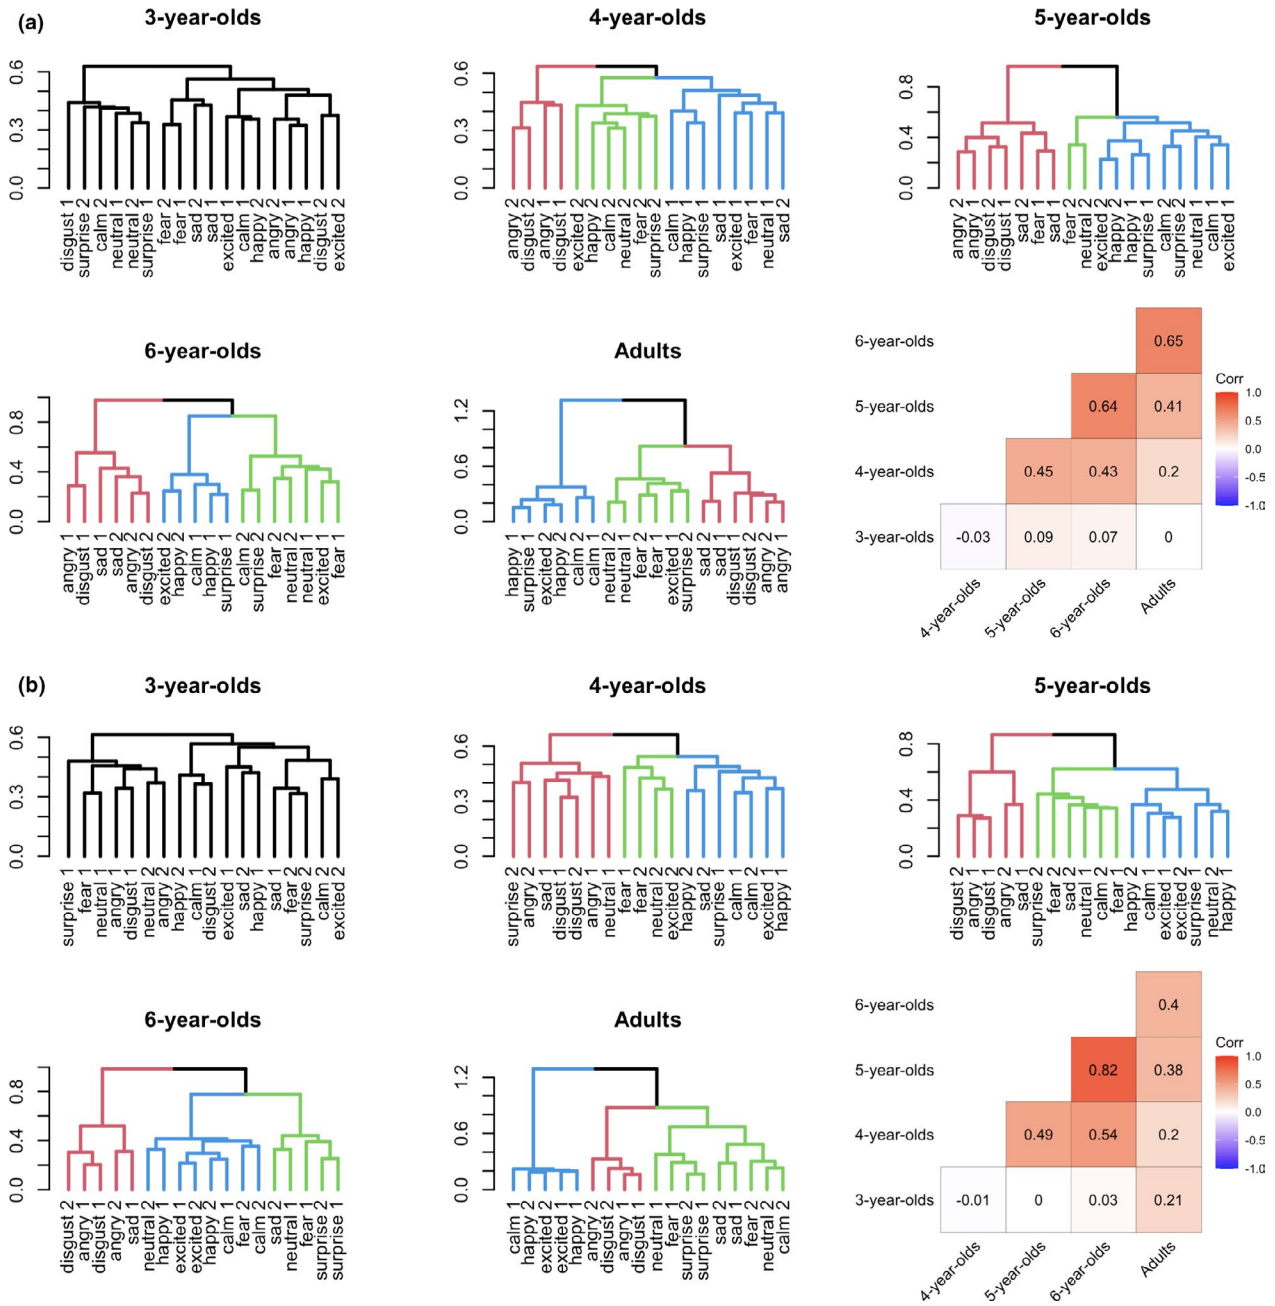 (a)
3-year-olds
0.0 0.3 0.6
disgust 1 surprise 2 calm 2 neutral 1 neutral 2 surprise 1 fear 2 fear 1 sad 2 sad 1 excited 1 calm 1 happy 2 angry 2 angry 1 happy 1 disgust 2 excited 2
4-year-olds
0.0 0.3 0.6
angry 2 disgust 2 angry 1 disgust 1 excited 2 happy 2 calm 2 neutral 2 fear 2 surprise 2 calm 1 happy 1 surprise 1 sad 1 excited 1 fear 1 neutral 1 sad 2
5-year-olds
0.0 0.4 0.8
angry 2 angry 1 disgust 2 disgust 1 sad 2 fear 1 sad 1 fear 2 neutral 2 excited 2 happy 2 happy 1 surprise 1 calm 2 surprise 2 neutral 1 calm 1 excited 1
6-year-olds
0.0 0.4 0.8
angry 1 disgust 1 sad 1 sad 2 angry 2 disgust 2 excited 2 happy 2 calm 1 happy 1 surprise 1 calm 2 surprise 2 fear 2 neutral 2 neutral 1 excited 1 fear 1
Adults
0.0 0.6 1.2
happy 1 surprise 1 excited 2 happy 2 calm 2 calm 1 neutral 2 neutral 1 fear 2 fear 1 excited 1 surprise 2 sad 2 sad 1 disgust 1 disgust 2 angry 2 angry 1
6-year-olds 0.65
5-year-olds 0.64 0.41
4-year-olds 0.45 0.43 0.2
3-year-olds -0.03 0.09 0.07 0
4-year-olds 5-year-olds 6-year-olds Adults
Corr
1.0
0.5
0.0
-0.5
-1.0
(b)
3-year-olds
0.0 0.3 0.6
surprise 1 fear 1 neutral 1 angry 2 disgust 1 neutral 2 angry 1 happy 2 calm 1 disgust 2 excited 1 sad 2 happy 1 sad 1 fear 2 surprise 2 calm 2 excited 2
4-year-olds
0.0 0.3 0.6
surprise 2 angry 2 sad 1 disgust 1 disgust 2 angry 1 neutral 1 fear 1 fear 2 neutral 2 excited 2 happy 2 sad 2 surprise 1 calm 1 calm 2 excited 1 happy 1
5-year-olds
0.0 0.4 0.8
disgust 2 angry 1 disgust 1 angry 2 sad 1 surprise 2 fear 2 sad 2 neutral 1 calm 2 fear 1 happy 2 calm 1 excited 1 excited 2 surprise 1 neutral 2 happy 1
6-year-olds
0.0 0.4 0.8
disgust 2 angry 1 disgust 1 angry 2 sad 1 neutral 2 happy 1 excited 1 excited 2 happy 2 calm 1 fear 2 calm 2 sad 2 neutral 1 fear 1 surprise 2 surprise 1
Adults
0.0 0.6 1.2
calm 1 happy 2 excited 2 excited 1 happy 1 angry 2 disgust 2 angry 1 disgust 1 neutral 1 fear 1 surprise 2 surprise 1 sad 2 sad 1 fear 2 neutral 2 calm 2
6-year-olds 0.4
5-year-olds 0.82 0.38
4-year-olds 0.49 0.54 0.2
3-year-olds -0.01 0 0.03 0.21
4-year-olds 5-year-olds 6-year-olds Adults
Corr
1.0
0.5
0.0
-0.5
-1.0